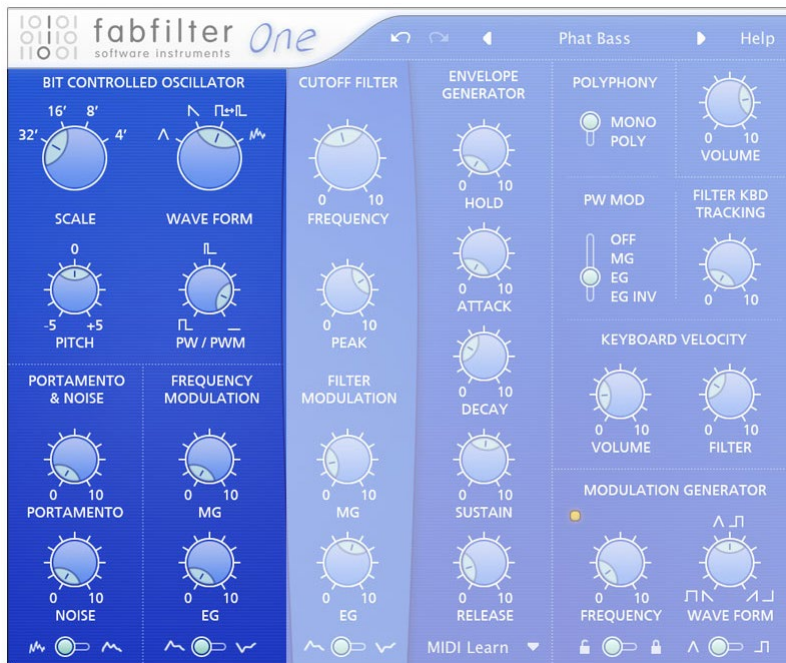 fabfilter One
software instruments
Phat Bass
Help
BIT CONTROLLED OSCILLATOR
32' 16' 8' 4'
SCALE
WAVE FORM
0
-5 +5
PITCH
PW / PWM
PORTAMENTO
& NOISE
0 10
PORTAMENTO
0 10
NOISE
FREQUENCY
MODULATION
0 10
MG
0 10
EG
CUTOFF FILTER
0 10
FREQUENCY
0 10
PEAK
FILTER
MODULATION
0 10
MG
0 10
EG
ENVELOPE
GENERATOR
0 10
HOLD
0 10
ATTACK
0 10
DECAY
0 10
SUSTAIN
0 10
RELEASE
MIDI Learn
POLYPHONY
MONO
POLY
0 10
VOLUME
PW MOD
OFF
MG
EG
EG INV
FILTER KBD
TRACKING
0 10
KEYBOARD VELOCITY
0 10
VOLUME
0 10
FILTER
MODULATION GENERATOR
0 10
FREQUENCY
WAVE FORM